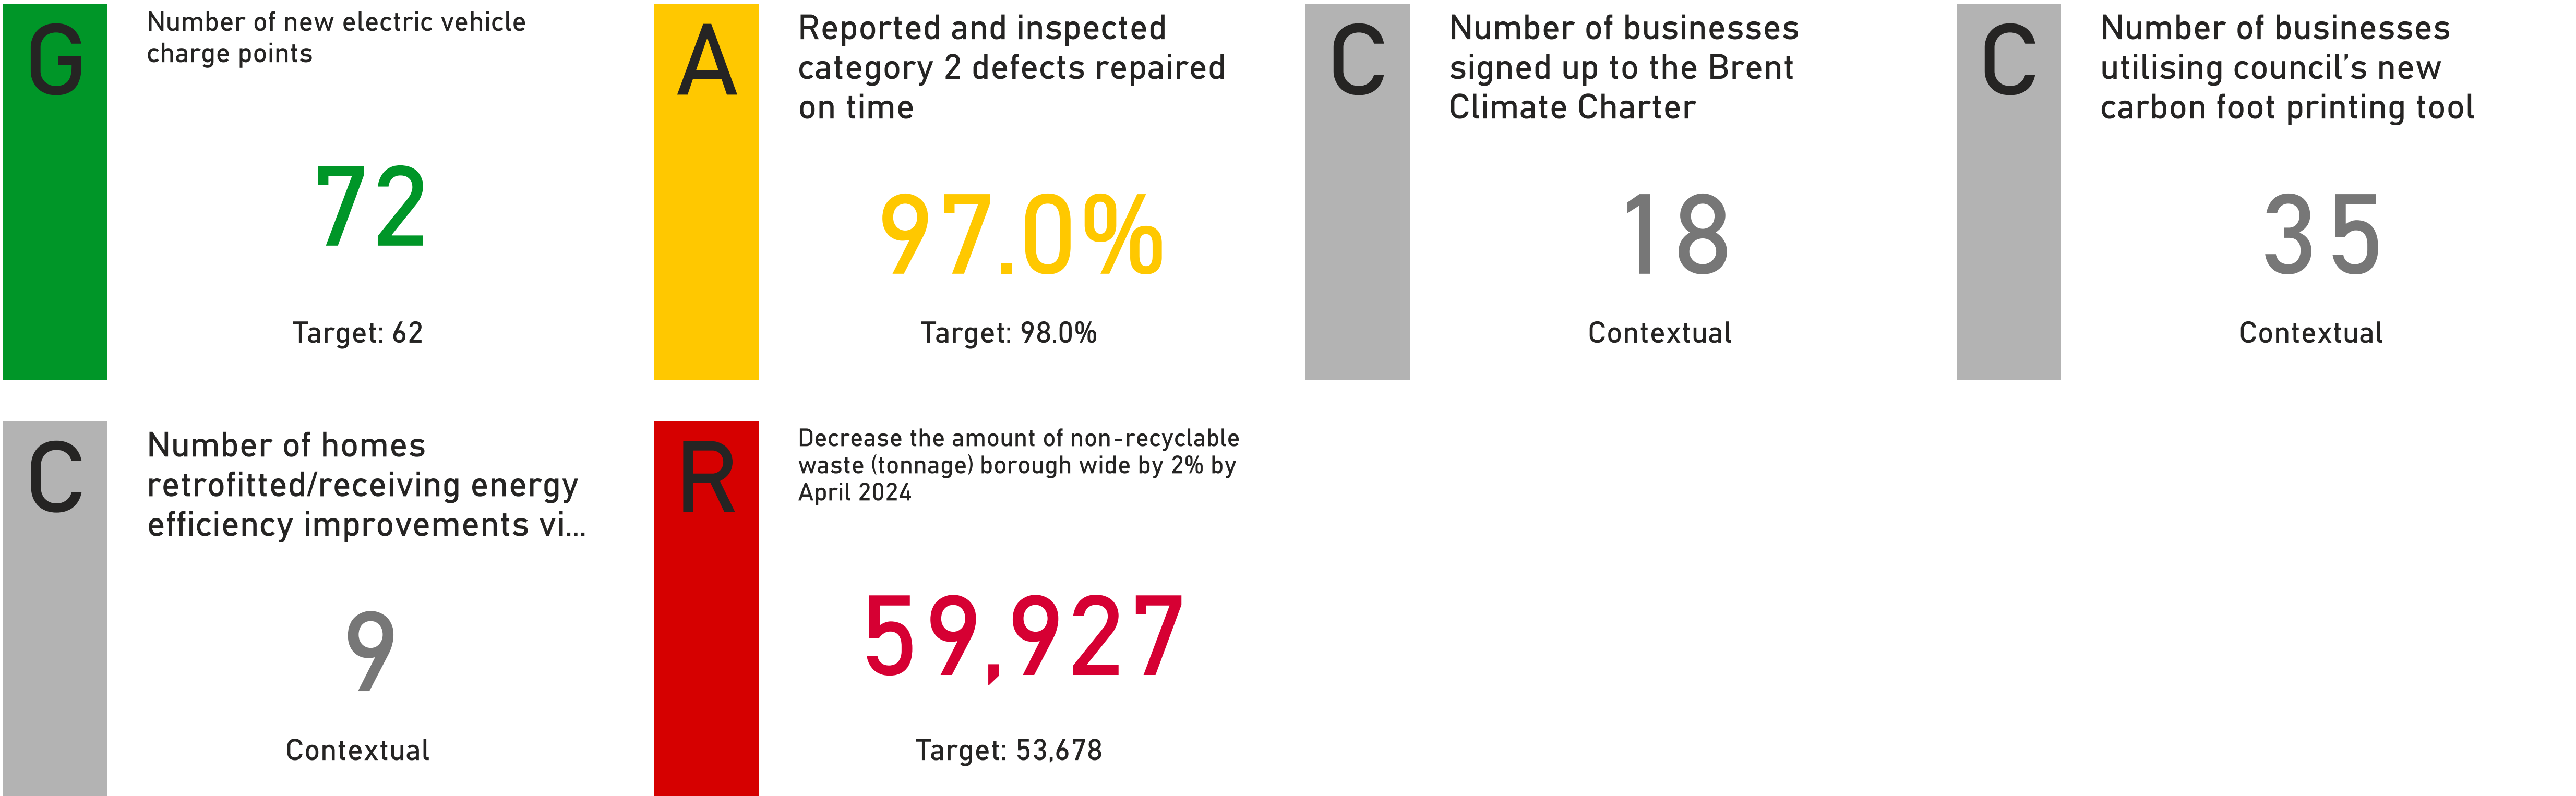 G
Number of new electric vehicle
charge points
72
Target: 62
A
Reported and inspected
category 2 defects repaired
on time
97.0%
Target: 98.0%
C
Number of businesses
signed up to the Brent
Climate Charter
18
Contextual
C
Number of businesses
utilising council’s new
carbon foot printing tool
35
Contextual
C
Number of homes
retrofitted/receiving energy
efficiency improvements vi...
9
Contextual
R
Decrease the amount of non-recyclable
waste (tonnage) borough wide by 2% by
April 2024
59,927
Target: 53,678